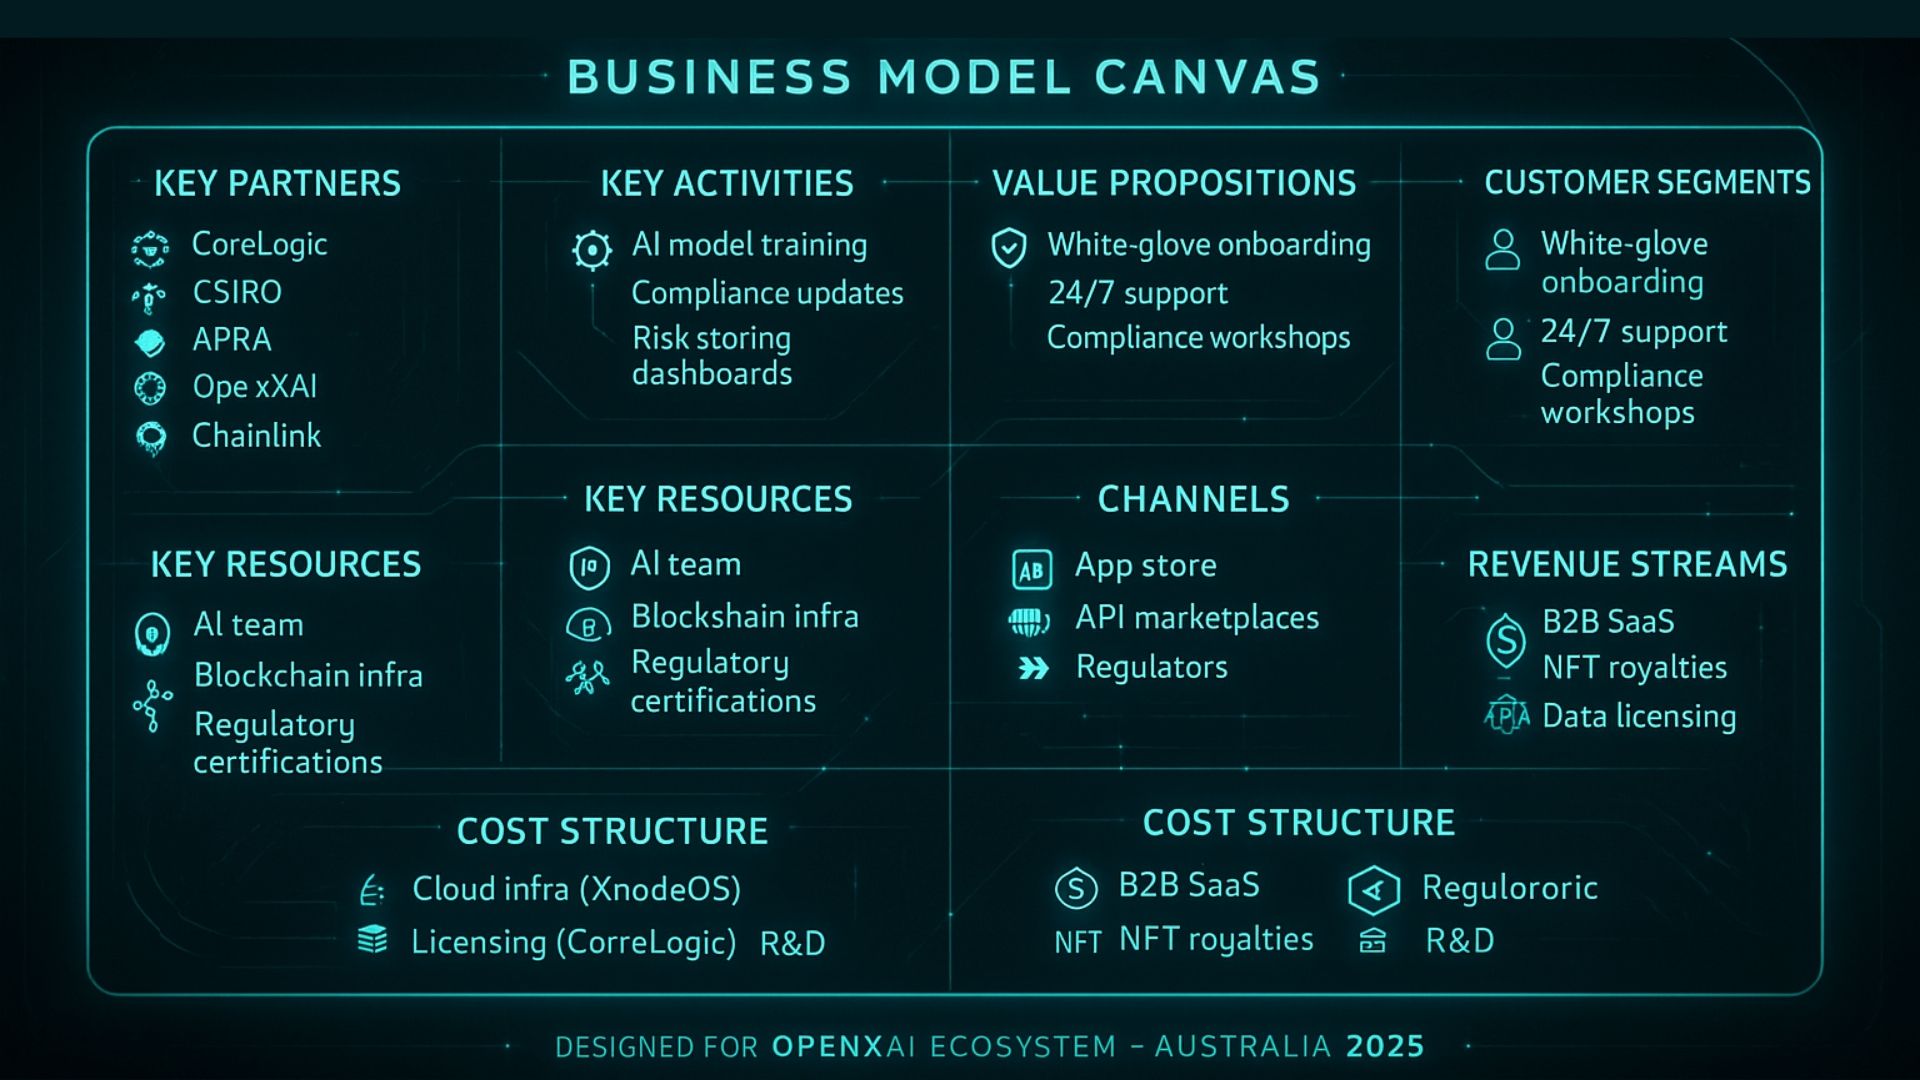 BUSINESS MODEL CANVAS
KEY PARTNERS
CoreLogic
CSIRO
APRA
Ope xXAI
Chainlink
KEY ACTIVITIES
AI model training
Compliance updates
Risk storing
dashboards
VALUE PROPOSITIONS
White-glove onboarding
24/7 support
Compliance workshops
CUSTOMER SEGMENTS
White-glove
onboarding
24/7 support
Compliance
workshops
KEY RESOURCES
AI team
Blockchain infra
Regulatory
certifications
KEY RESOURCES
AI team
Blockshain infra
Regulatory
certifications
CHANNELS
AB
App store
API marketplaces
Regulators
REVENUE STREAMS
S
B2B SaaS
NFT royalties
Data licensing
COST STRUCTURE
Cloud infra (XnodeOS)
Licensing (CorreLogic) R&D
COST STRUCTURE
S B2B SaaS
Regulororic
NFT NFT royalties
R&D
DESIGNED FOR OPENXAI ECOSYSTEM – AUSTRALIA 2025